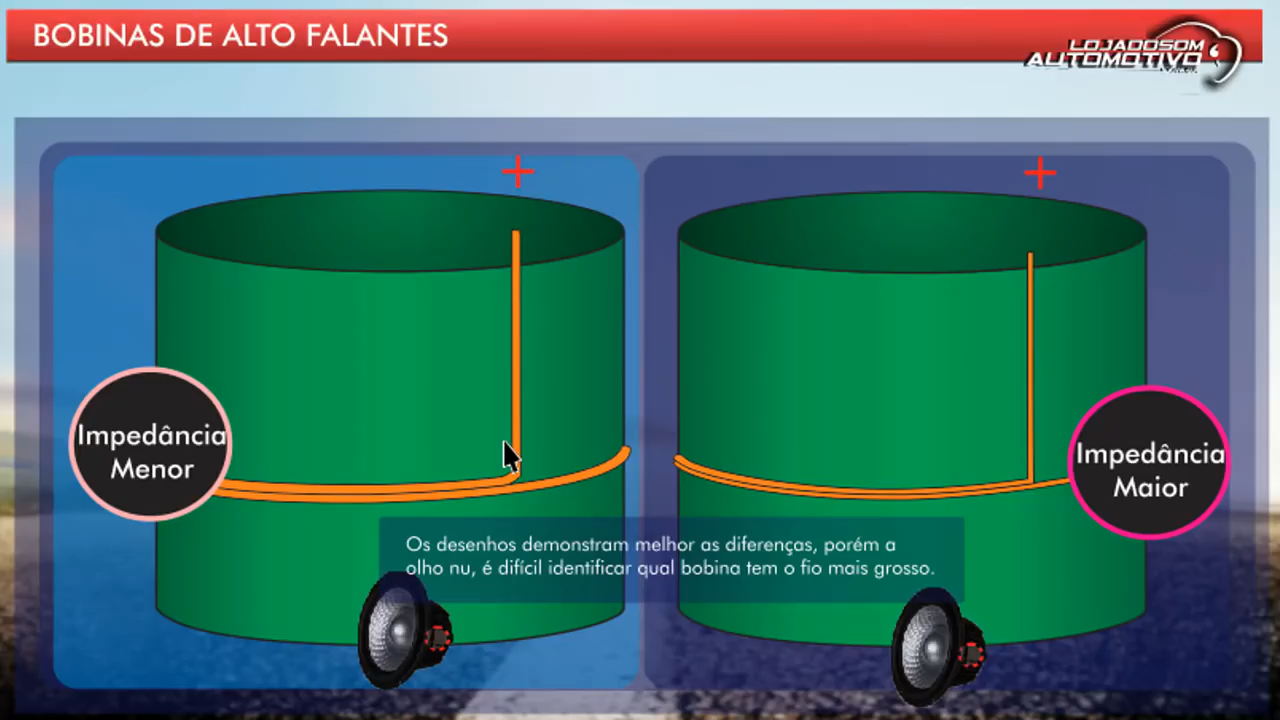 BOBINAS DE ALTO FALANTES
LOJADOSOM
AUTOMOTIVO
+
+
Impedância
Menor
Impedância
Maior
Os desenhos demonstram melhor as diferenças, porém a
olho nu, é difícil identificar qual bobina tem o fio mais grosso.